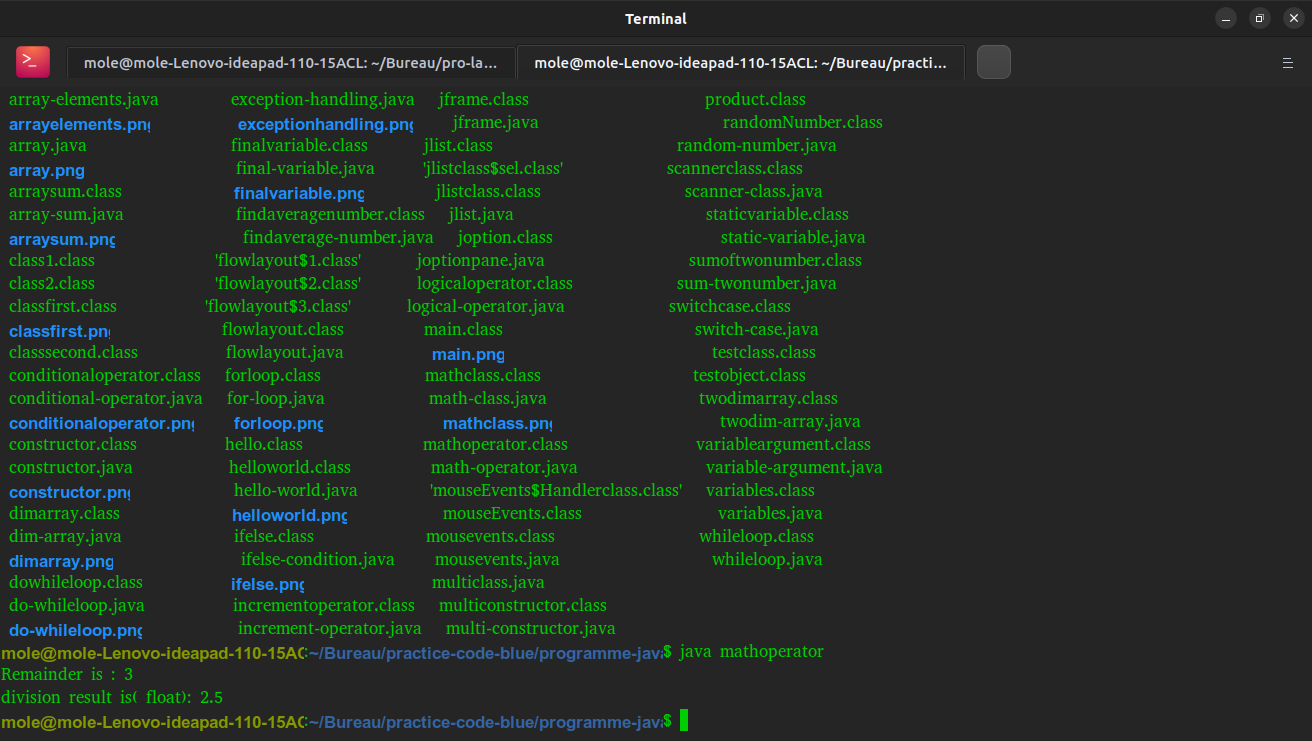 Terminal
>_ mole@mole-Lenovo-ideapad-110-15ACL: ~/Bureau/pro-la... mole@mole-Lenovo-ideapad-110-15ACL: ~/Bureau/practi...
array-elements.java exception-handling.java jframe.class product.class
arrayelements.png exceptionhandling.png jframe.java randomNumber.class
array.java finalvariable.class jlist.class random-number.java
array.png final-variable.java 'jlistclass$sel.class' scannerclass.class
arraysum.class finalvariable.png jlistclass.class scanner-class.java
array-sum.java findaveragenumber.class jlist.java staticvariable.class
arraysum.png findaverage-number.java joption.class static-variable.java
class1.class 'flowlayout$1.class' joptionpane.java sumoftwonumber.class
class2.class 'flowlayout$2.class' logicaloperator.class sum-twonumber.java
classfirst.class 'flowlayout$3.class' logical-operator.java switchcase.class
classfirst.png flowlayout.class main.class switch-case.java
classsecond.class flowlayout.java main.png testclass.class
conditionaloperator.class forloop.class mathclass.class testobject.class
conditional-operator.java for-loop.java math-class.java twodimarray.class
conditionaloperator.png forloop.png mathclass.png twodim-array.java
constructor.class hello.class mathoperator.class variableargument.class
constructor.java helloworld.class math-operator.java variable-argument.java
constructor.png hello-world.java 'mouseEvents$Handlerclass.class' variables.class
dimarray.class helloworld.png mouseEvents.class variables.java
dim-array.java ifelse.class mousevents.class whileloop.class
dimarray.png ifelse-condition.java mousevents.java whileloop.java
dowhileloop.class ifelse.png multiclass.java
do-whileloop.java incrementoperator.class multiconstructor.class
do-whileloop.png increment-operator.java multi-constructor.java
mole@mole-Lenovo-ideapad-110-15AC:~/Bureau/practice-code-blue/programme-java$ java mathoperator
Remainder is : 3
division result is( float): 2.5
mole@mole-Lenovo-ideapad-110-15AC:~/Bureau/practice-code-blue/programme-java$